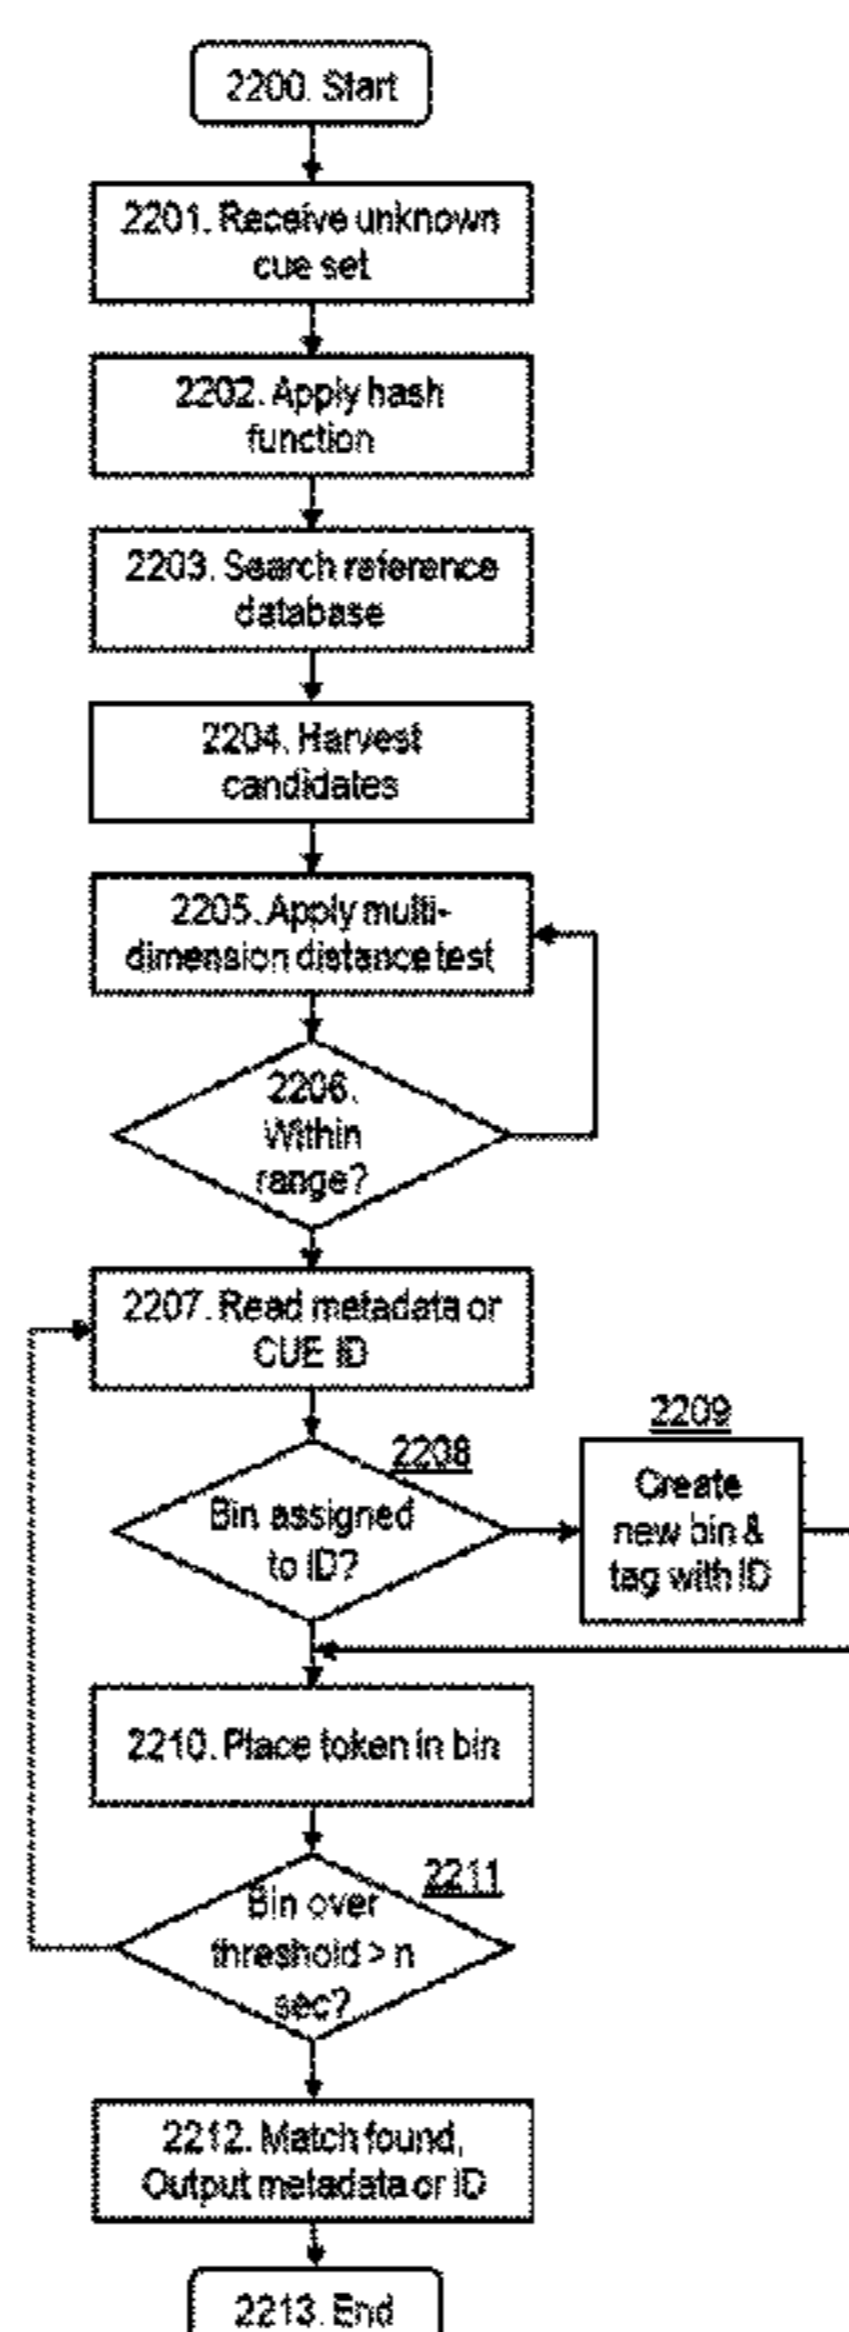 2200. Start
2201. Receive unknown
cue set
2202. Apply hash
function
2203. Search reference
database
2204. Harvest
candidates
2205. Apply multi-
dimension distance test
2206.
Within
range?
2207. Read metadata or
CUE ID
2208
Bin assigned
to ID?
2209
Create
new bin &
tag with ID
2210. Place token in bin
2211
Bin over
threshold > n
sec?
2212. Match found,
Output metadata or ID
2213. End